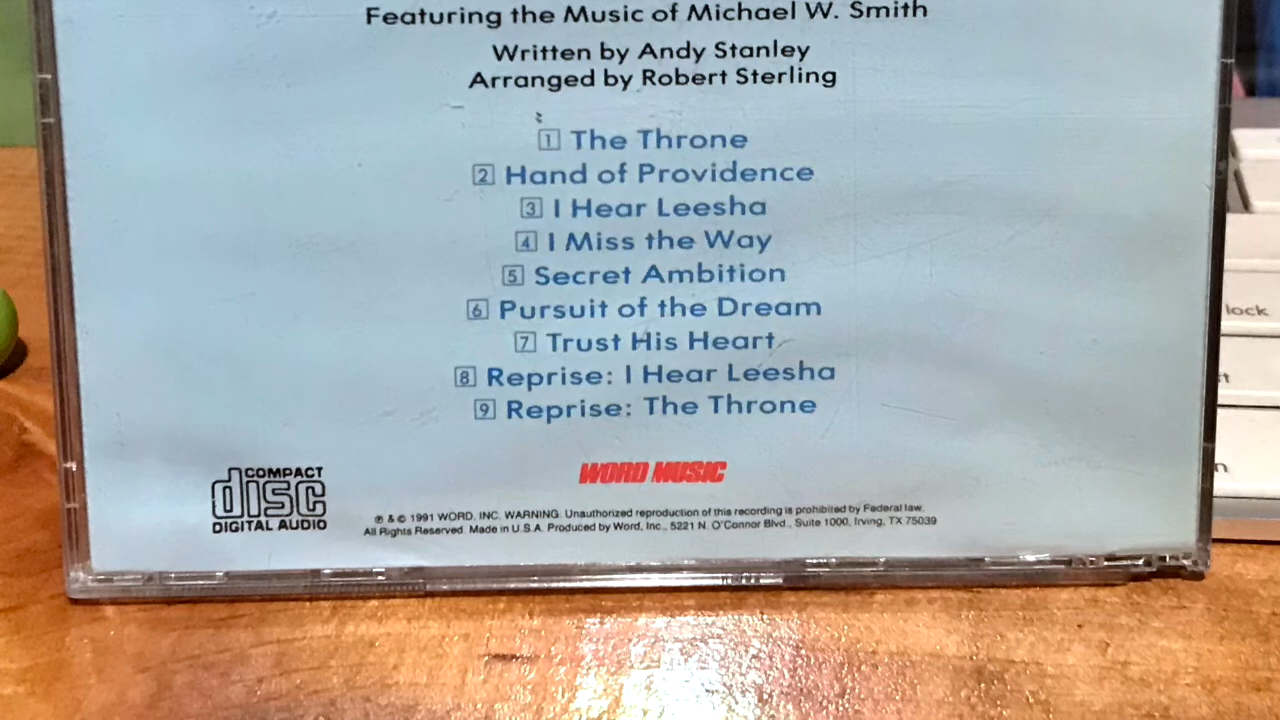 Featuring the Music of Michael W. Smith
Written by Andy Stanley
Arranged by Robert Sterling
1 The Throne
2 Hand of Providence
3 I Hear Leesha
4 I Miss the Way
5 Secret Ambition
6 Pursuit of the Dream
7 Trust His Heart
8 Reprise: I Hear Leesha
9 Reprise: The Throne
COMPACT
disc
DIGITAL AUDIO
WORD MUSIC
℗ & © 1991 WORD, INC. WARNING: Unauthorized reproduction of this recording is prohibited by Federal law.
All Rights Reserved. Made in U.S.A. Produced by Word, Inc., 5221 N. O'Connor Blvd., Suite 1000, Irving, TX 75039
lock